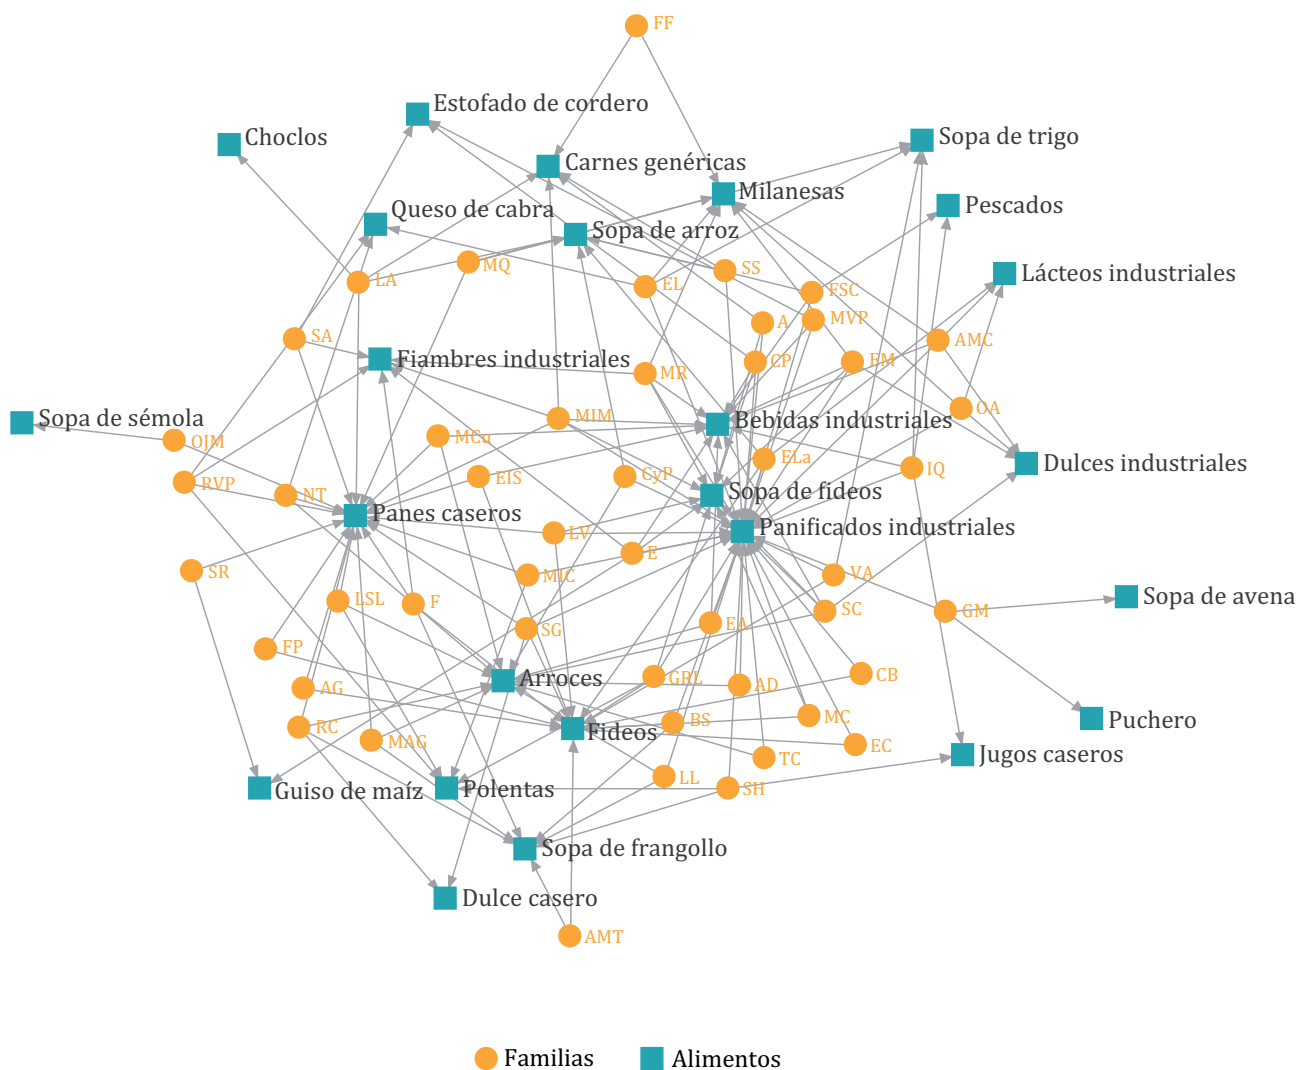 FF
Estofado de cordero
Choclos
Sopa de trigo
Carnes genéricas
Milanesas
Pescados
Queso de cabra
Sopa de arroz
MQ
SS
Lácteos industriales
LA
EL
FSC
MVP
A
SA
AMC
Fiambres industriales
CP
EM
MR
OA
Sopa de sémola
MIM
Bebidas industriales
OJM
MCu
ELa
Dulces industriales
IQ
RVP
NT
EIS
CyP
Sopa de fideos
Panes caseros
Panificados industriales
LV
E
SR
MIC
VA
Sopa de avena
LSL
F
SC
GM
SG
EA
FP
CB
Arroces
GRL
AG
AD
MC
Puchero
RC
BS
Fideos
MAG
EC
TC
Jugos caseros
LL
Guiso de maíz
Polentas
SH
Sopa de frangollo
Dulce casero
AMT
Familias
Alimentos